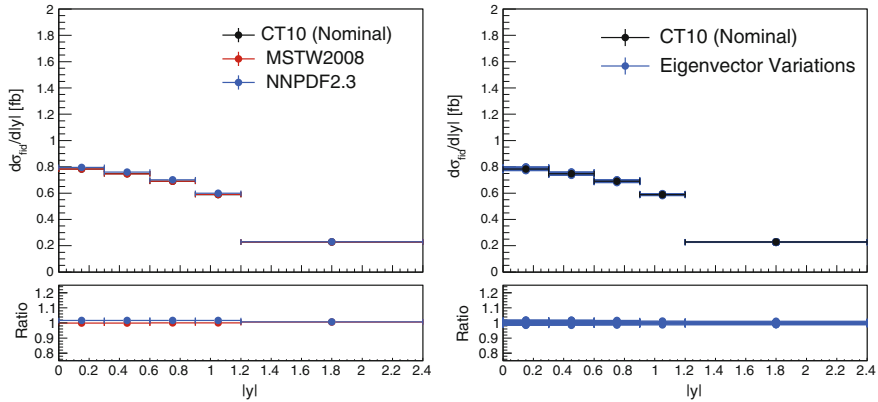 CT10 (Nominal)
MSTW2008
NNPDF2.3
dσfid/d|y| [fb]
2
1.8
1.6
1.4
1.2
1
0.8
0.6
0.4
0.2
0
Ratio
1.2
1.1
1
0.9
0.8
0 0.2 0.4 0.6 0.8 1 1.2 1.4 1.6 1.8 2 2.2 2.4
|y|
CT10 (Nominal)
Eigenvector Variations
dσfid/d|y| [fb]
2
1.8
1.6
1.4
1.2
1
0.8
0.6
0.4
0.2
0
Ratio
1.2
1.1
1
0.9
0.8
0 0.2 0.4 0.6 0.8 1 1.2 1.4 1.6 1.8 2 2.2 2.4
|y|